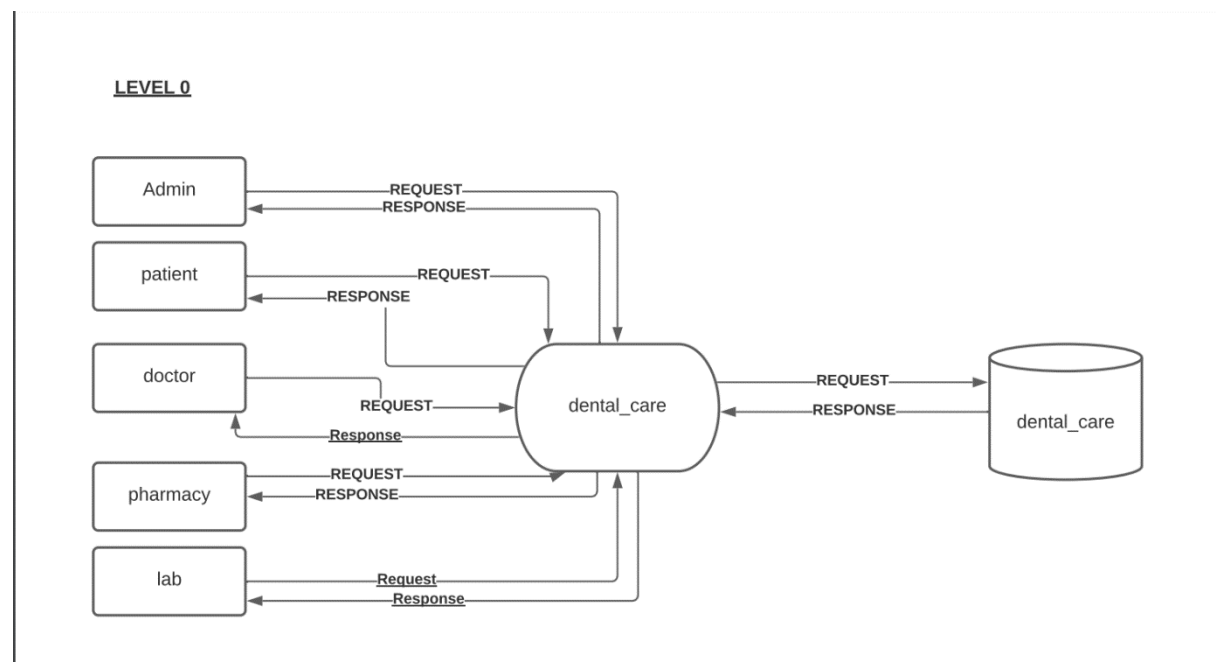 LEVEL 0
Admin
REQUEST
RESPONSE
patient
REQUEST
RESPONSE
doctor
REQUEST
Response
pharmacy
REQUEST
RESPONSE
lab
Request
Response
dental_care
REQUEST
RESPONSE
dental_care